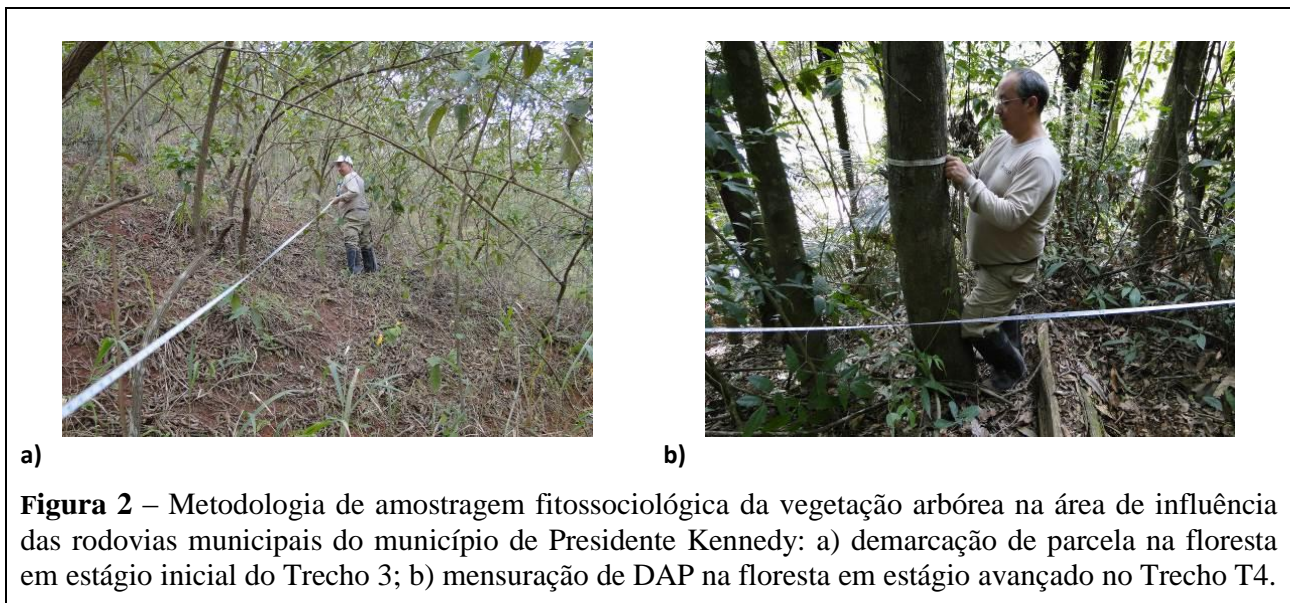 a)
b)
Figura 2 – Metodologia de amostragem fitossociológica da vegetação arbórea na área de influência
das rodovias municipais do município de Presidente Kennedy: a) demarcação de parcela na floresta
em estágio inicial do Trecho 3; b) mensuração de DAP na floresta em estágio avançado no Trecho T4.